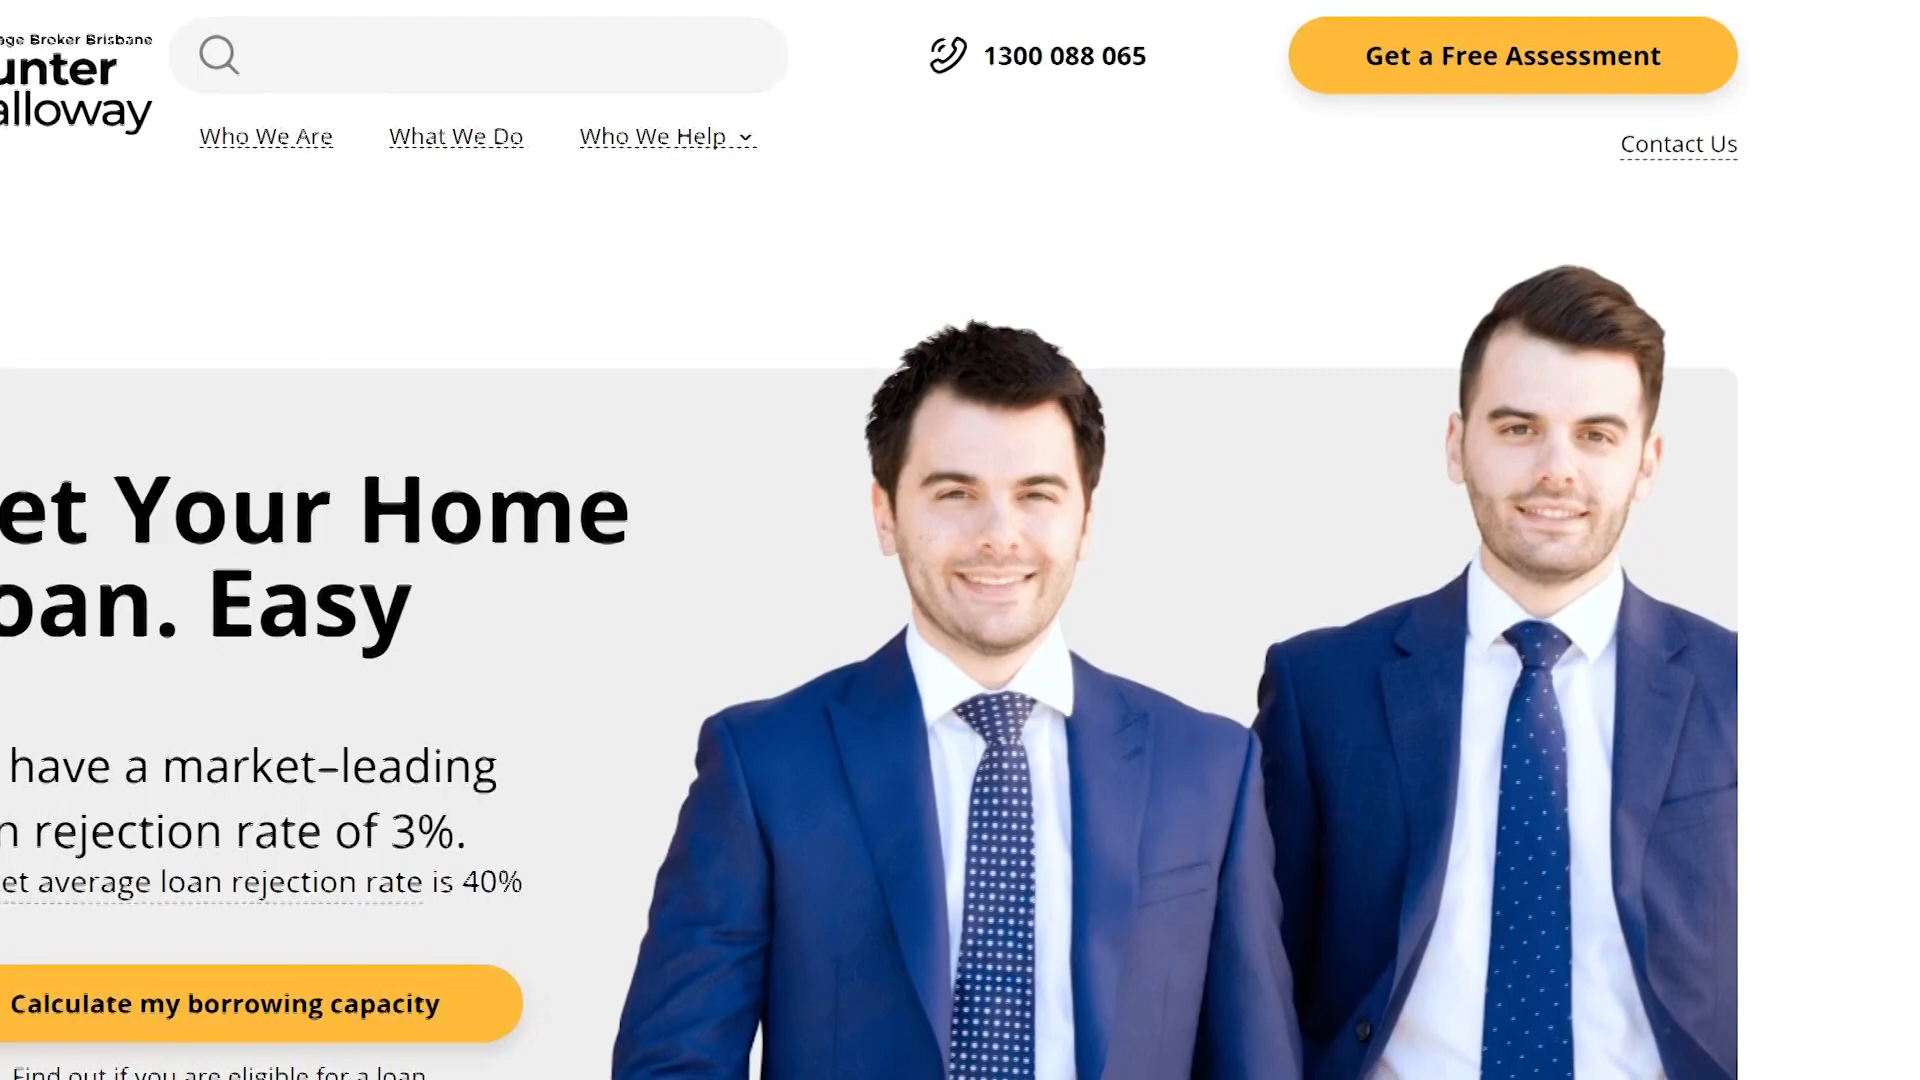 age Broker Brisbane
unter
alloway
1300 088 065
Get a Free Assessment
Who We Are
What We Do
Who We Help
Contact Us
et Your Home
oan. Easy
have a market-leading
n rejection rate of 3%.
et average loan rejection rate is 40%
Calculate my borrowing capacity
Find out if you are eligible for a loan